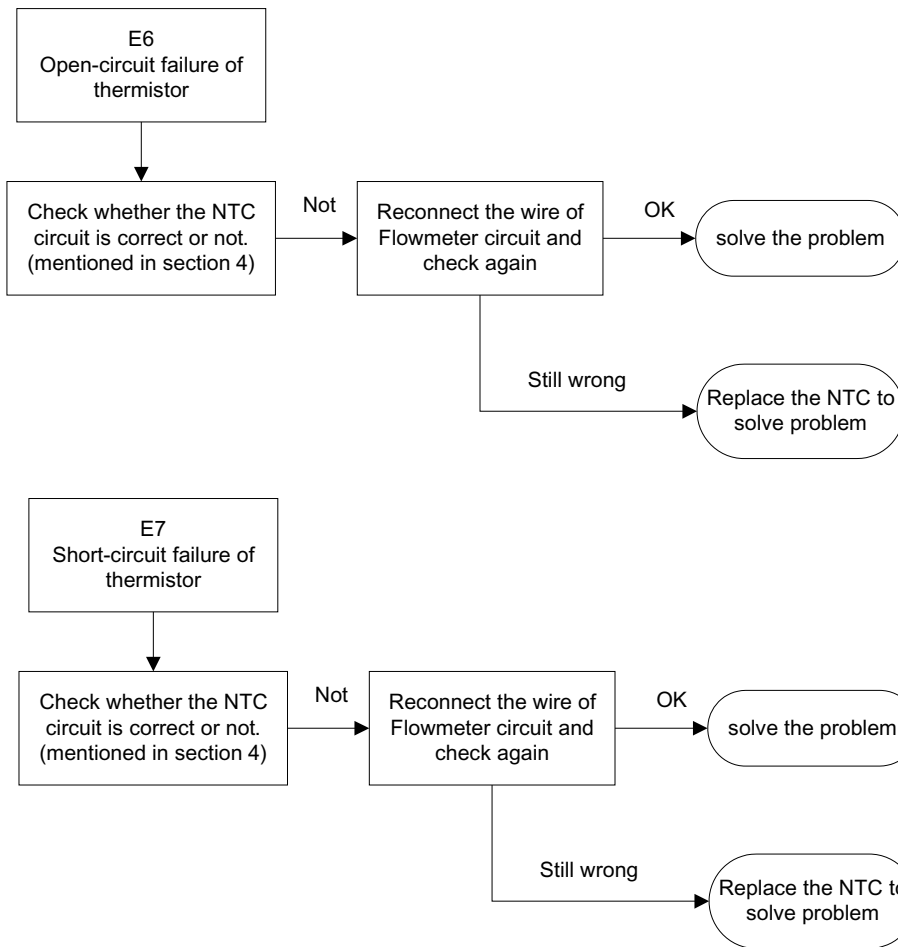 E6
Open-circuit failure of
thermistor
Check whether the NTC
circuit is correct or not.
(mentioned in section 4)
Not
Reconnect the wire of
Flowmeter circuit and
check again
OK
solve the problem
Still wrong
Replace the NTC to
solve problem
E7
Short-circuit failure of
thermistor
Check whether the NTC
circuit is correct or not.
(mentioned in section 4)
Not
Reconnect the wire of
Flowmeter circuit and
check again
OK
solve the problem
Still wrong
Replace the NTC to
solve problem